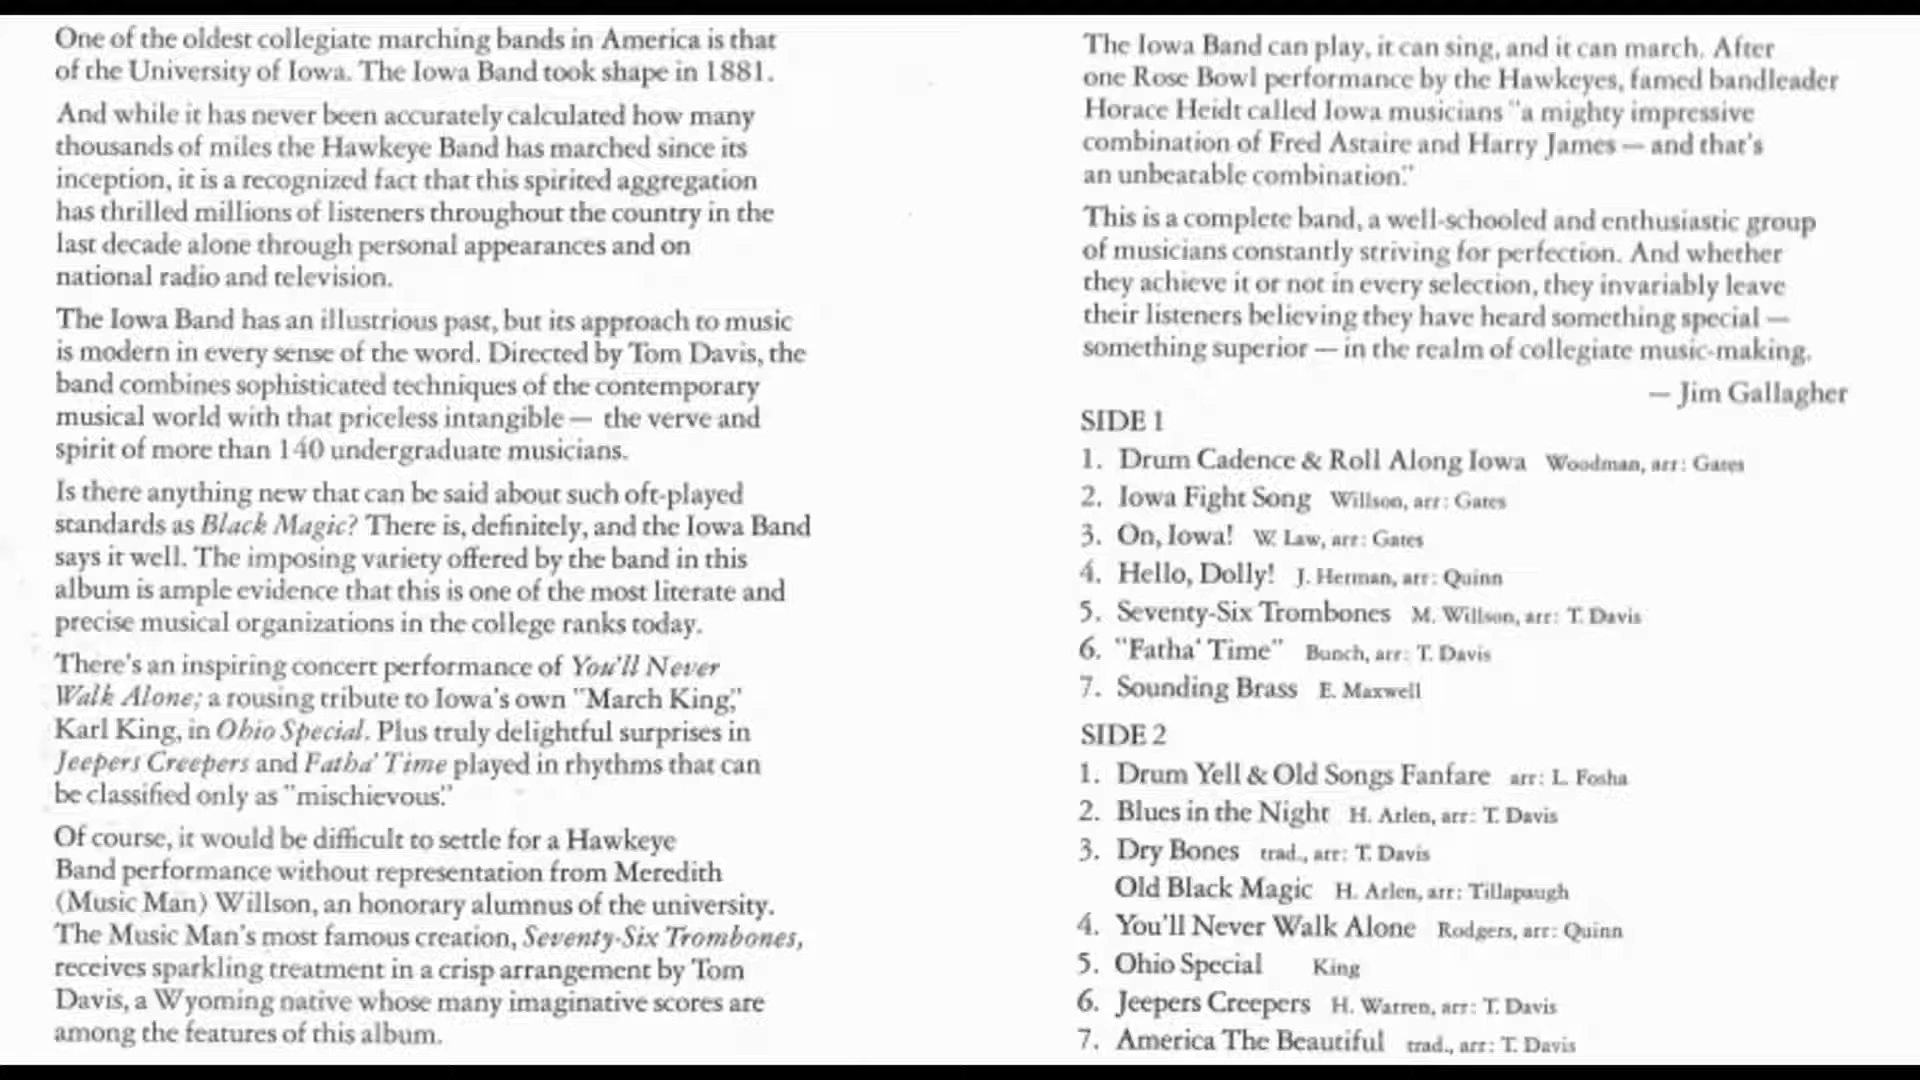 One of the oldest collegiate marching bands in America is that
of the University of Iowa. The Iowa Band took shape in 1881.
And while it has never been accurately calculated how many
thousands of miles the Hawkeye Band has marched since its
inception, it is a recognized fact that this spirited aggregation
has thrilled millions of listeners throughout the country in the
last decade alone through personal appearances and on
national radio and television.
The Iowa Band has an illustrious past, but its approach to music
is modern in every sense of the word. Directed by Tom Davis, the
band combines sophisticated techniques of the contemporary
musical world with that priceless intangible — the verve and
spirit of more than 140 undergraduate musicians.
Is there anything new that can be said about such oft-played
standards as Black Magic? There is, definitely, and the Iowa Band
says it well. The imposing variety offered by the band in this
album is ample evidence that this is one of the most literate and
precise musical organizations in the college ranks today.
There's an inspiring concert performance of You'll Never
Walk Alone; a rousing tribute to Iowa's own "March King,"
Karl King, in Ohio Special. Plus truly delightful surprises in
Jeepers Creepers and Fatha' Time played in rhythms that can
be classified only as "mischievous."
Of course, it would be difficult to settle for a Hawkeye
Band performance without representation from Meredith
(Music Man) Willson, an honorary alumnus of the university.
The Music Man's most famous creation, Seventy-Six Trombones,
receives sparkling treatment in a crisp arrangement by Tom
Davis, a Wyoming native whose many imaginative scores are
among the features of this album.
The Iowa Band can play, it can sing, and it can march. After
one Rose Bowl performance by the Hawkeyes, famed bandleader
Horace Heidt called Iowa musicians "a mighty impressive
combination of Fred Astaire and Harry James — and that's
an unbeatable combination."
This is a complete band, a well-schooled and enthusiastic group
of musicians constantly striving for perfection. And whether
they achieve it or not in every selection, they invariably leave
their listeners believing they have heard something special —
something superior — in the realm of collegiate music-making.
— Jim Gallagher
SIDE 1
1. Drum Cadence & Roll Along Iowa Woodman, arr: Gates
2. Iowa Fight Song Willson, arr: Gates
3. On, Iowa! W. Law, arr: Gates
4. Hello, Dolly! J. Herman, arr: Quinn
5. Seventy-Six Trombones M. Willson, arr: T. Davis
6. "Fatha' Time" Bunch, arr: T. Davis
7. Sounding Brass E. Maxwell
SIDE 2
1. Drum Yell & Old Songs Fanfare arr: L. Fosha
2. Blues in the Night H. Arlen, arr: T. Davis
3. Dry Bones trad., arr: T. Davis
Old Black Magic H. Arlen, arr: Tillapaugh
4. You'll Never Walk Alone Rodgers, arr: Quinn
5. Ohio Special King
6. Jeepers Creepers H. Warren, arr: T. Davis
7. America The Beautiful trad., arr: T. Davis